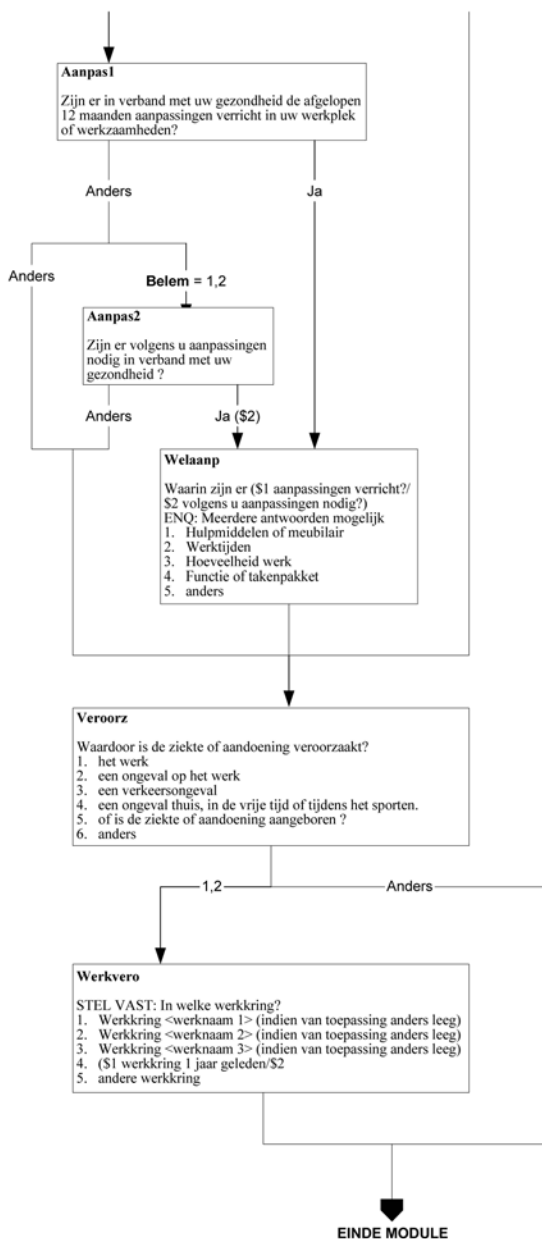 Aanpas1
Zijn er in verband met uw gezondheid de afgelopen
12 maanden aanpassingen verricht in uw werkplek
of werkzaamheden?
Anders
Ja
Anders
Belem = 1,2
Aanpas2
Zijn er volgens u aanpassingen
nodig in verband met uw
gezondheid ?
Anders
Ja ($2)
Welaanp
Waarin zijn er ($1 aanpassingen verricht?/
$2 volgens u aanpassingen nodig?)
ENQ: Meerdere antwoorden mogelijk
1. Hulpmiddelen of meubilair
2. Werktijden
3. Hoeveelheid werk
4. Functie of takenpakket
5. anders
Veroorz
Waardoor is de ziekte of aandoening veroorzaakt?
1. het werk
2. een ongeval op het werk
3. een verkeersongeval
4. een ongeval thuis, in de vrije tijd of tijdens het sporten.
5. of is de ziekte of aandoening aangeboren ?
6. anders
1,2
Anders
Werkvero
STEL VAST: In welke werkkring?
1. Werkkring <werknaam 1> (indien van toepassing anders leeg)
2. Werkkring <werknaam 2> (indien van toepassing anders leeg)
3. Werkkring <werknaam 3> (indien van toepassing anders leeg)
4. ($1 werkkring 1 jaar geleden/$2
5. andere werkkring
EINDE MODULE